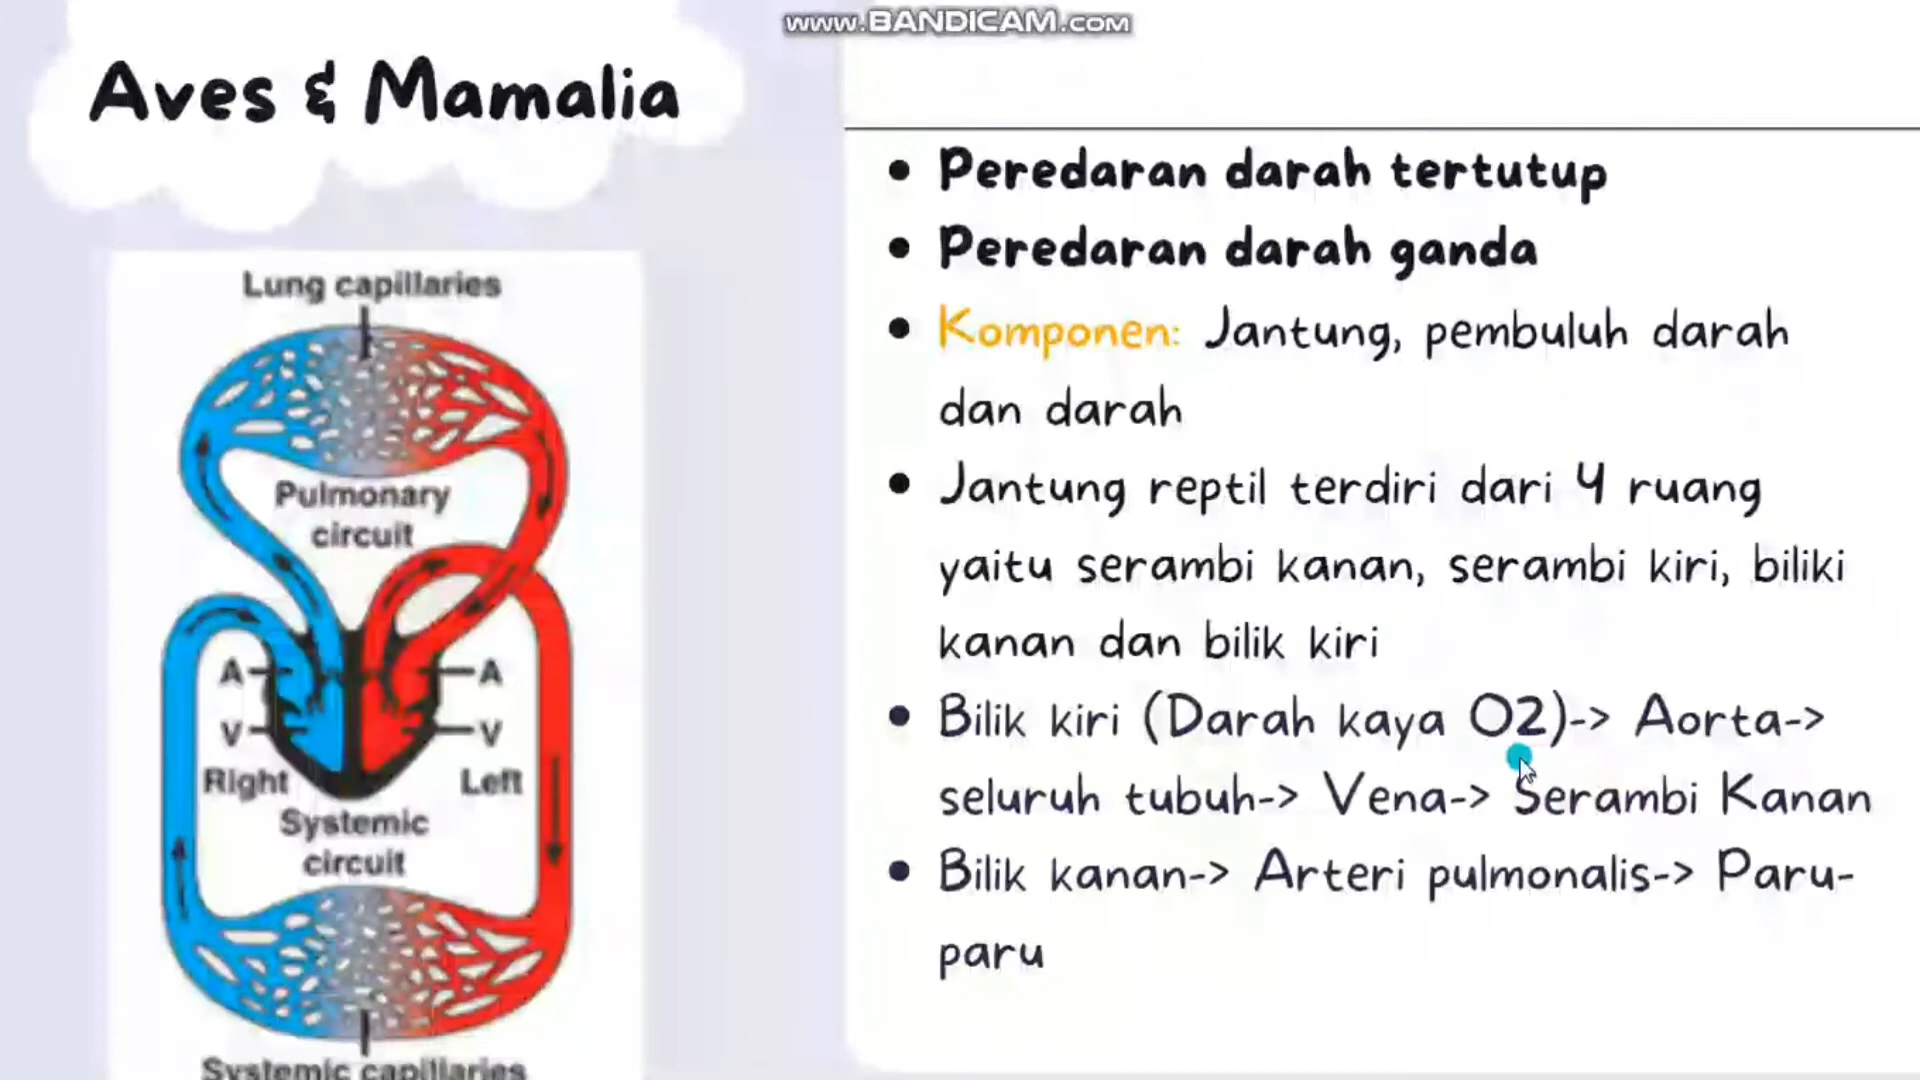 www.BANDICAM.com
Aves & Mamalia
Lung capillaries
Pulmonary
circuit
A
A
V
V
Right
Left
Systemic
circuit
Systemic capillaries
Peredaran darah tertutup
Peredaran darah ganda
Komponen: Jantung, pembuluh darah
dan darah
Jantung reptil terdiri dari 4 ruang
yaitu serambi kanan, serambi kiri, biliki
kanan dan bilik kiri
Bilik kiri (Darah kaya O2)-> Aorta->
seluruh tubuh-> Vena-> Serambi Kanan
Bilik kanan-> Arteri pulmonalis-> Paru-
paru